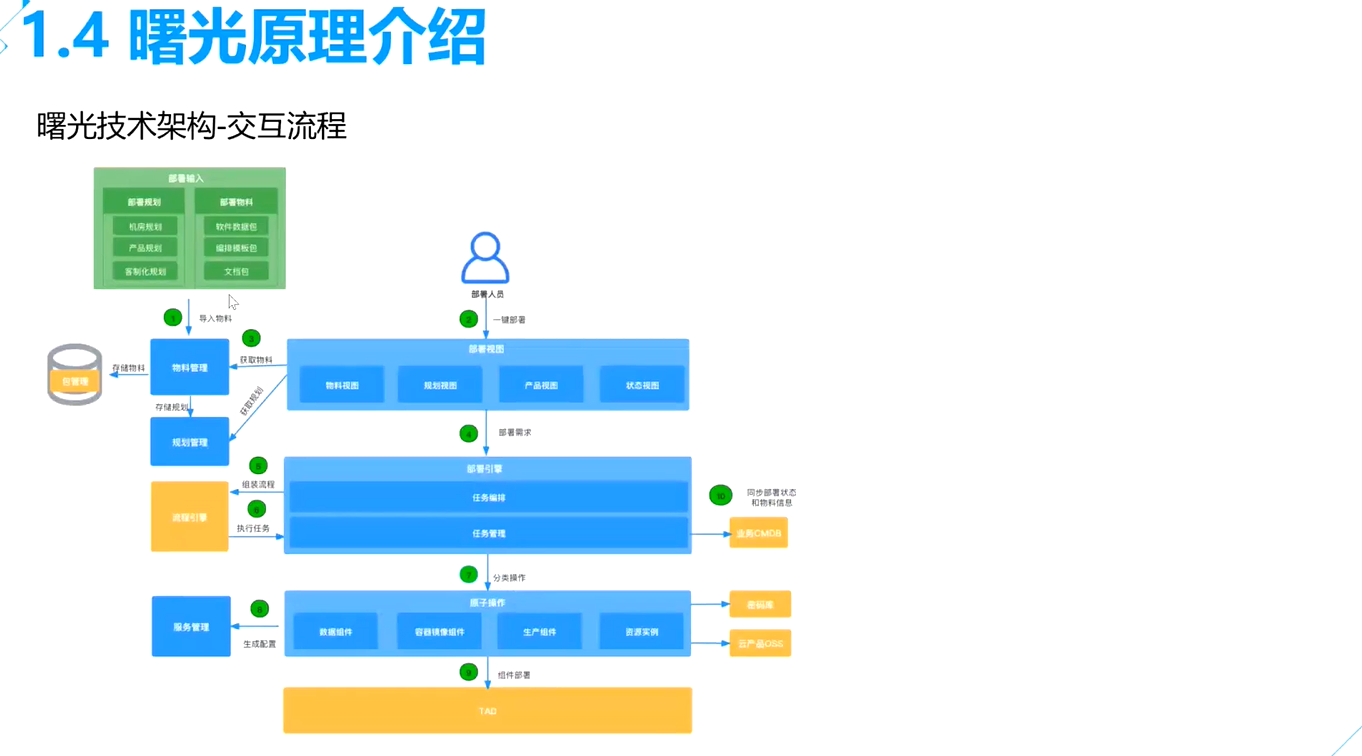 1.4 曙光原理介绍
曙光技术架构-交互流程
部署输入
部署规划
部署物料
机房规划
软件数据包
产品规划
编排模板包
客制化规划
文档包
部署人员
1
导入物料
2
一键部署
3
获取物料
部署视图
物料管理
存储物料
包管理
物料视图
规划视图
产品视图
状态视图
获取规划
存储规划
规划管理
4
部署需求
5
组装流程
部署引擎
任务编排
6
执行任务
流程引擎
任务管理
10
同步部署状态
和物料信息
业务CMDB
7
分类操作
原子操作
8
生成配置
服务管理
数据组件
容器镜像组件
生产组件
资源实例
密码库
云产品OSS
9
组件部署
TAD